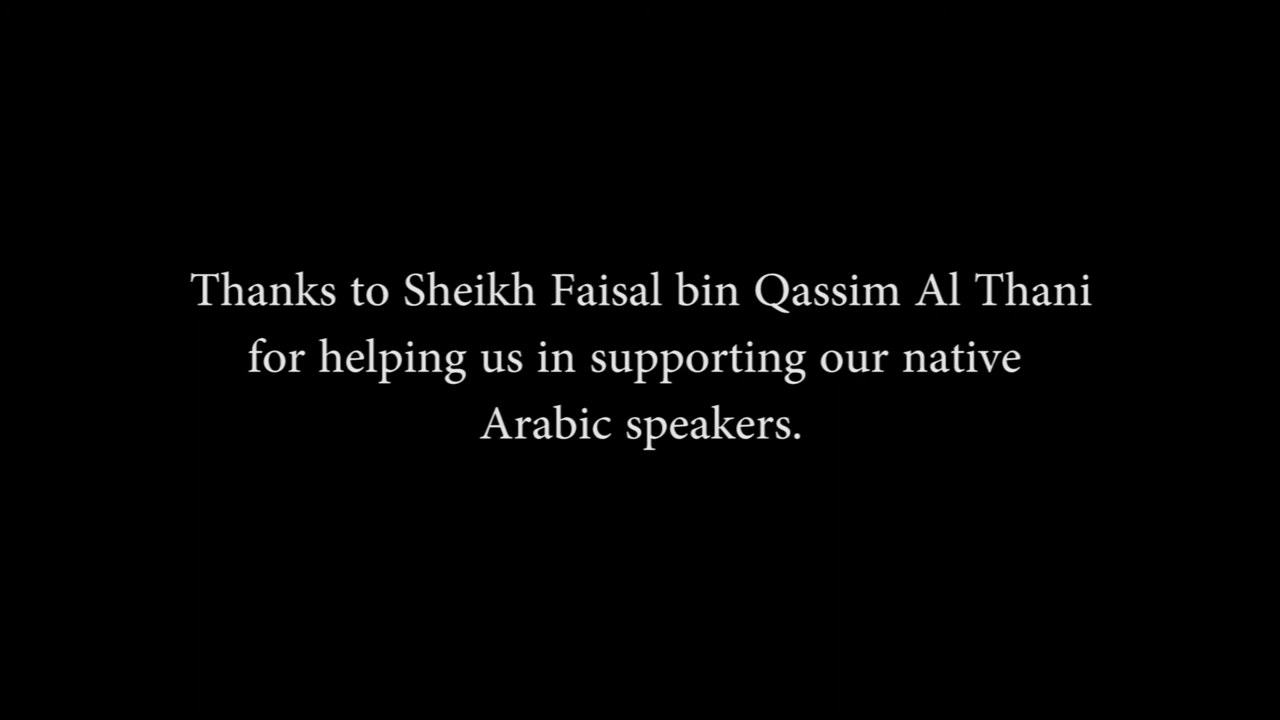 Thanks to Sheikh Faisal bin Qassim Al Thani
for helping us in supporting our native
Arabic speakers.